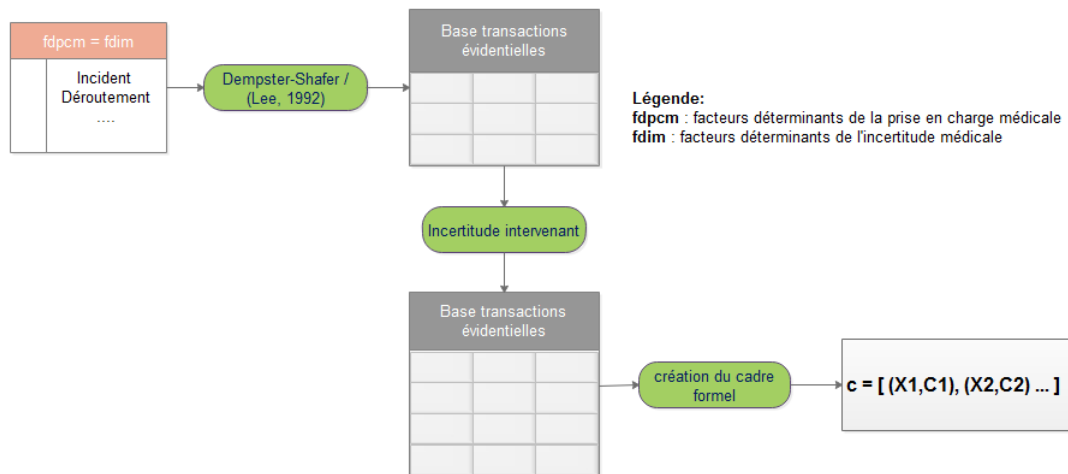 fdpcm = fdim
Incident
Déroutement
....
Dempster-Shafer /
(Lee, 1992)
Base transactions
évidentielles
Légende:
fdpcm : facteurs déterminants de la prise en charge médicale
fdim : facteurs déterminants de l'incertitude médicale
Incertitude intervenant
Base transactions
évidentielles
création du cadre
formel
c = [ (X1,C1), (X2,C2) ... ]